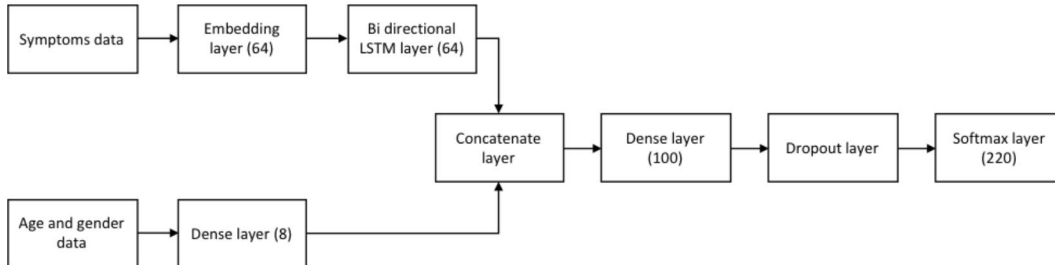 Symptoms data
Embedding
layer (64)
Bi directional
LSTM layer (64)
Concatenate
layer
Dense layer
(100)
Dropout layer
Softmax layer
(220)
Age and gender
data
Dense layer (8)